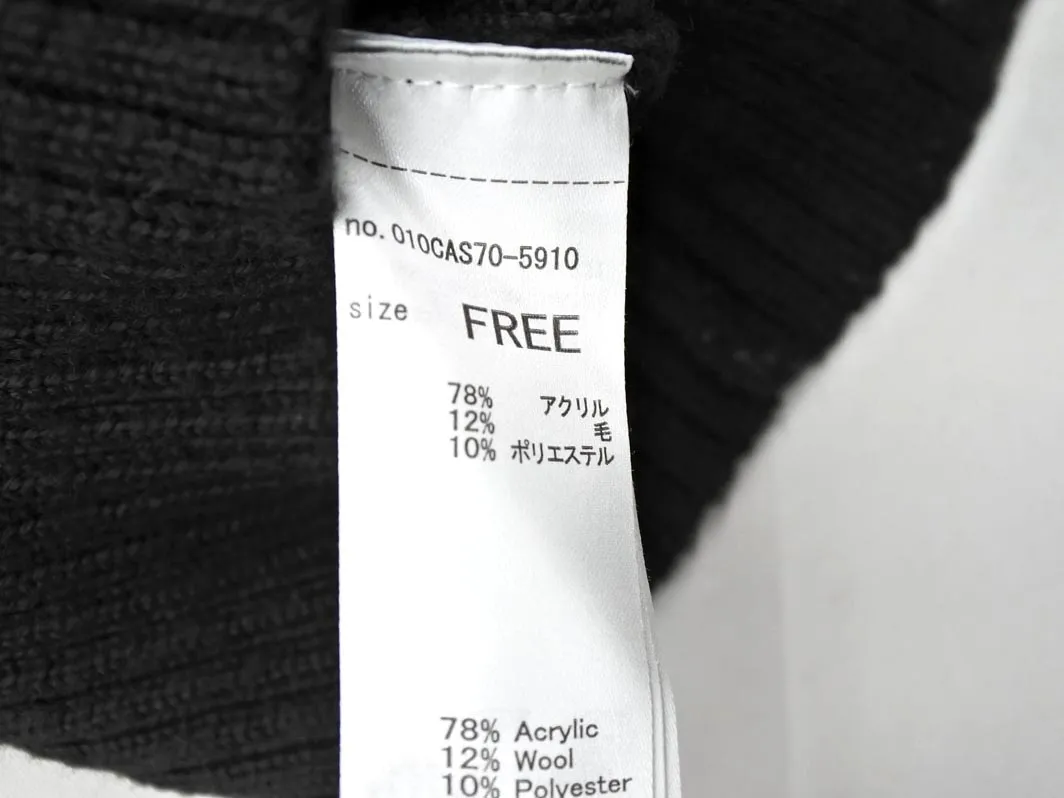 no. 010CAS70-5910
size FREE
78% アクリル
12% 毛
10% ポリエステル
78% Acrylic
12% Wool
10% Polyester